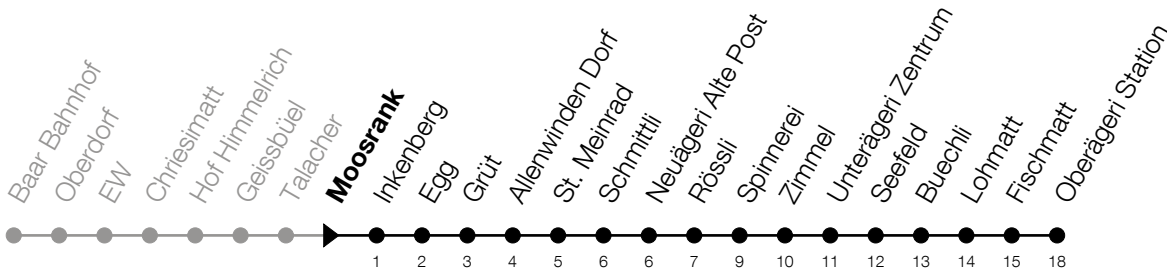 Baar Bahnhof
Oberdorf
EW
Chriesimatt
Hof Himmelrich
Geissbüel
Talacher
Moosrank
Inkenberg
Egg
Grüt
Allenwinden Dorf
St. Meinrad
Schmittli
Neuägeri Alte Post
Rössli
Spinnerei
Zimmel
Unterägeri Zentrum
Seefeld
Buechli
Lohmatt
Fischmatt
Oberägeri Station
1 2 3 4 5 6 6 7 9 10 11 12 13 14 15 18